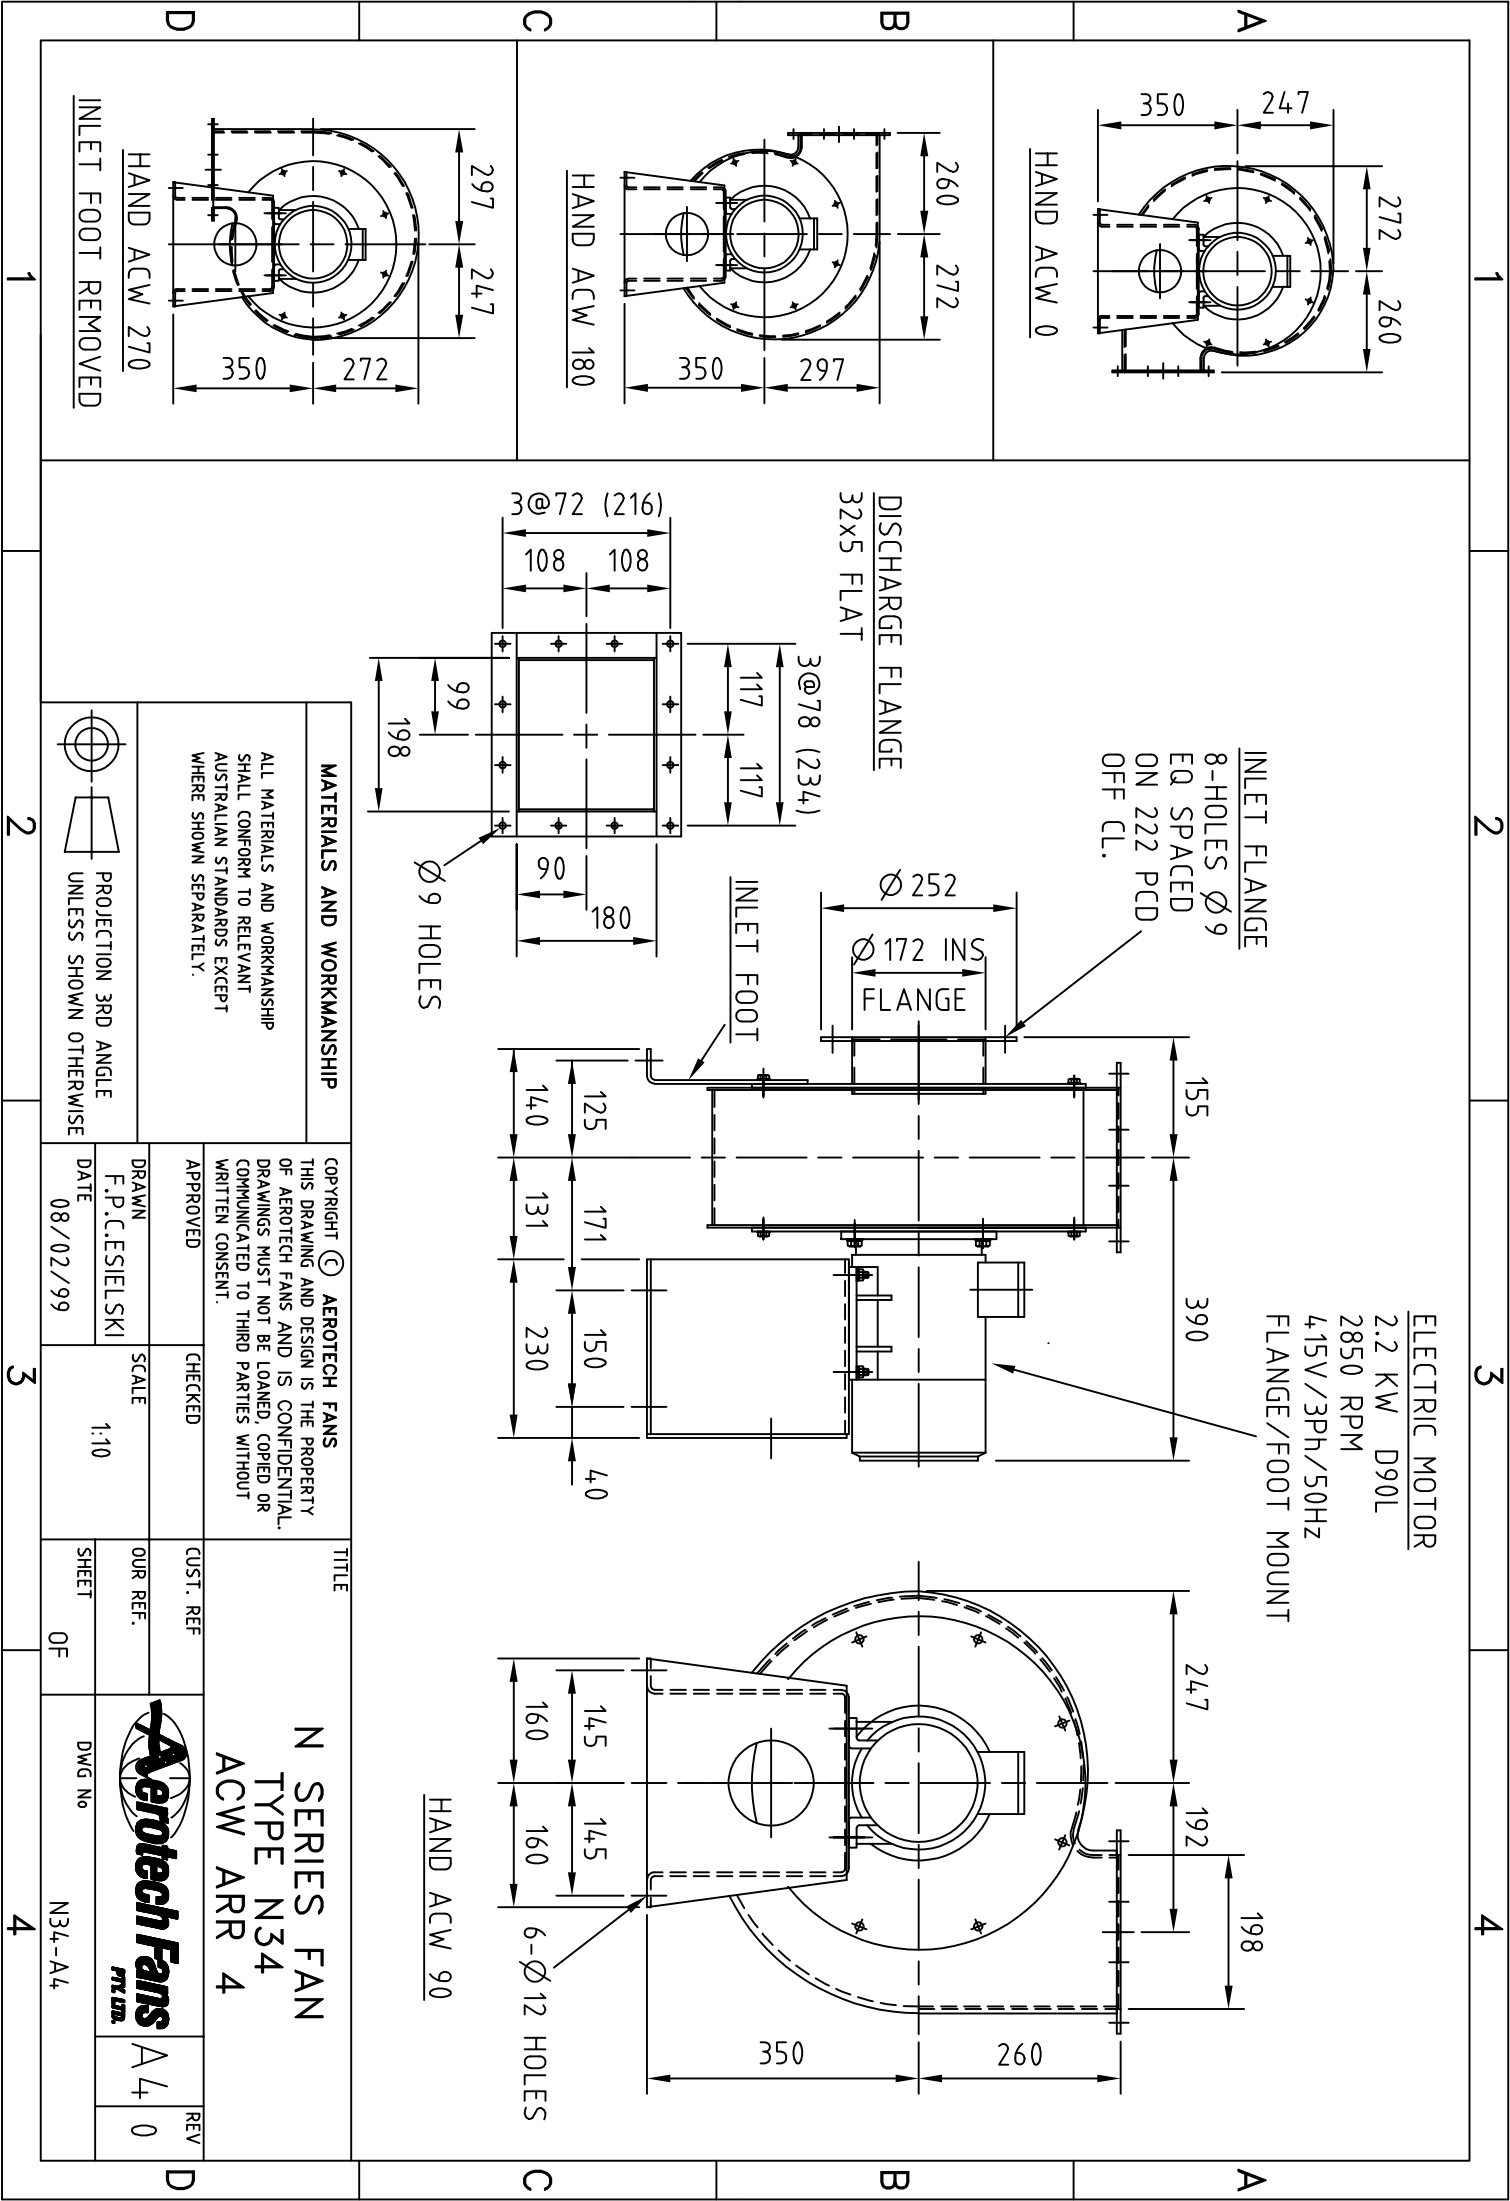 1
2
3
4
A
B
C
D
A
B
C
D
1
2
3
4
247
350
272
260
HAND ACW 0
260
272
350
297
HAND ACW 180
297
247
350
272
HAND ACW 270
INLET FOOT REMOVED
DISCHARGE FLANGE
32x5 FLAT
3@72 (216)
108
108
3@78 (234)
117
117
99
198
90
180
Ø9 HOLES
INLET FLANGE
8-HOLES Ø9
EQ SPACED
ON 222 PCD
OFF CL.
Ø252
Ø172 INS
FLANGE
INLET FOOT
155
390
125
171
150
40
140
131
230
ELECTRIC MOTOR
2.2 KW D90L
2850 RPM
415V/3Ph/50Hz
FLANGE/FOOT MOUNT
247
192
198
350
260
145
145
160
160
6-Ø12 HOLES
HAND ACW 90
MATERIALS AND WORKMANSHIP
ALL MATERIALS AND WORKMANSHIP
SHALL CONFORM TO RELEVANT
AUSTRALIAN STANDARDS EXCEPT
WHERE SHOWN SEPARATELY.
PROJECTION 3RD ANGLE
UNLESS SHOWN OTHERWISE
COPYRIGHT © AEROTECH FANS
THIS DRAWING AND DESIGN IS THE PROPERTY
OF AEROTECH FANS AND IS CONFIDENTIAL.
DRAWINGS MUST NOT BE LOANED, COPIED OR
COMMUNICATED TO THIRD PARTIES WITHOUT
WRITTEN CONSENT.
APPROVED
CHECKED
DRAWN
F.P.C.ESIELSKI
SCALE
1:10
DATE
08/02/99
TITLE
N SERIES FAN
TYPE N34
ACW ARR 4
CUST. REF
OUR REF.
SHEET OF
Aerotech Fans
PTY. LTD.
A4
REV
0
DWG No
N34-A4